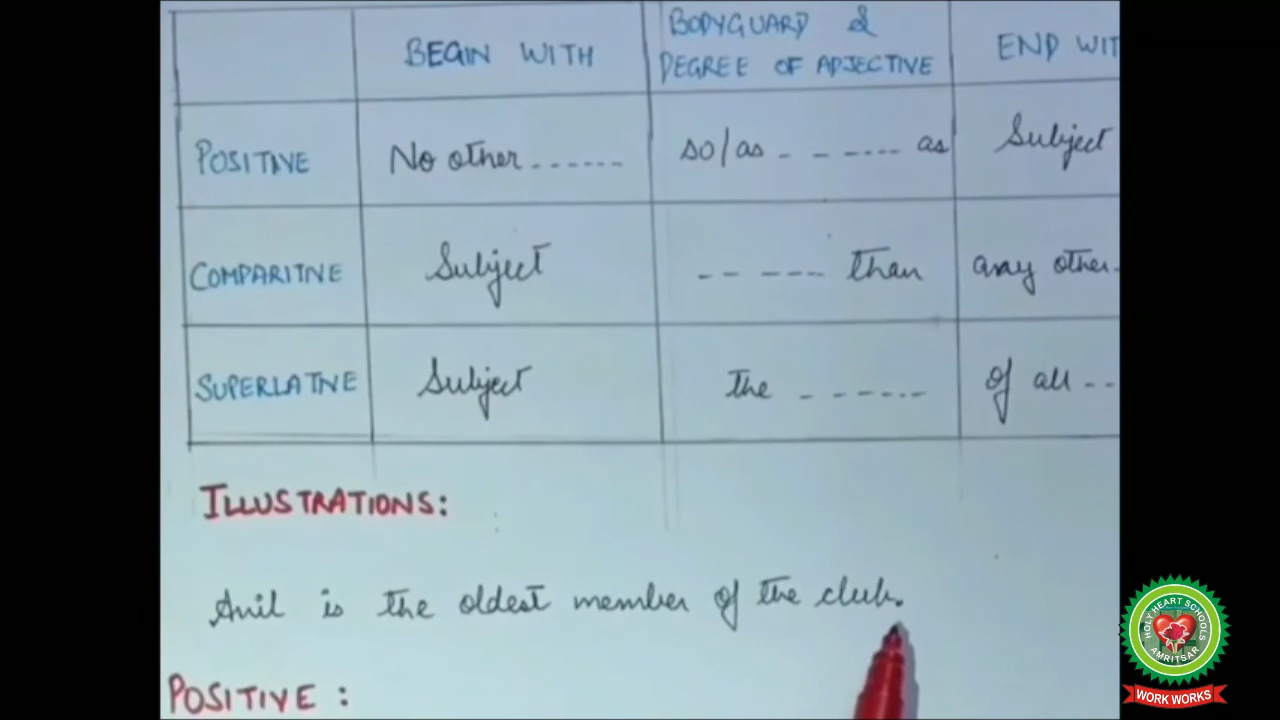 BEGIN WITH
BODYGUARD &
DEGREE OF ADJECTIVE
END WIT
POSITIVE
No other ......
so/as - - - .... as
Subject
COMPARITIVE
Subject
- - - - - than
any other.
SUPERLATIVE
Subject
the - - - - - -
of all - -
ILLUSTRATIONS:
Anil is the oldest member of the club.
POSITIVE :
HOLY HEART SCHOOLS
AMRITSAR
WORK WORKS